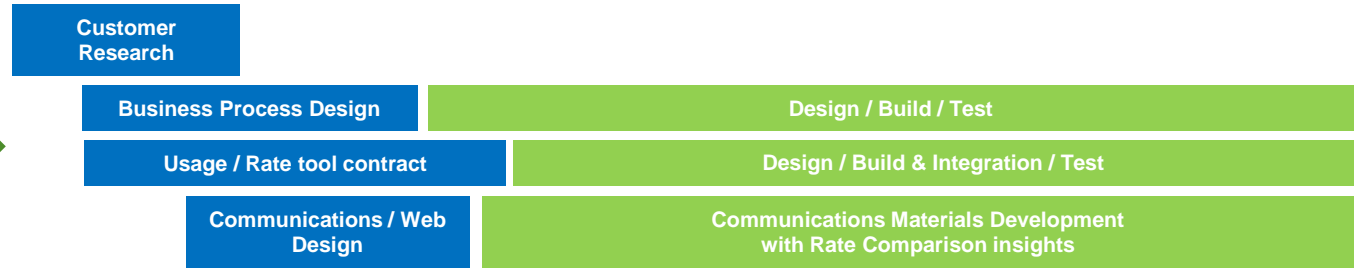 Customer
Research
Business Process Design
Design / Build / Test
Usage / Rate tool contract
Design / Build & Integration / Test
Communications / Web
Design
Communications Materials Development
with Rate Comparison insights